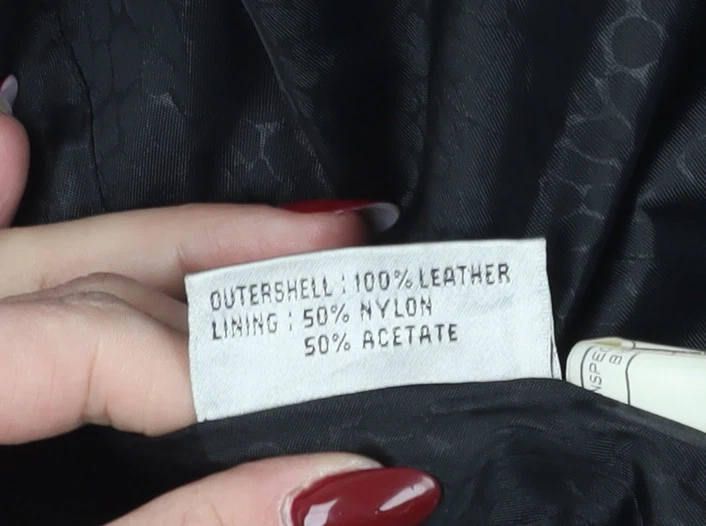 OUTERSHELL : 100% LEATHER
LINING : 50% NYLON
50% ACETATE